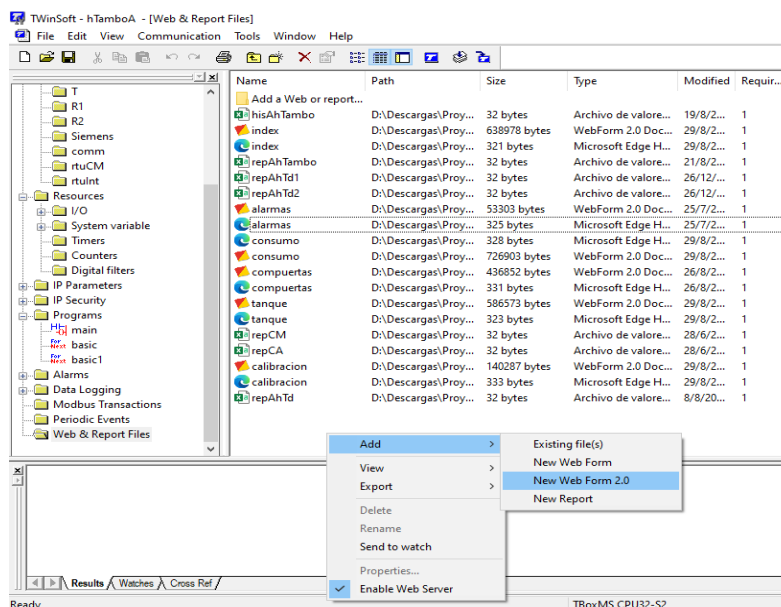 TWinSoft - hTamboA - [Web & Report Files]
File Edit View Communication Tools Window Help
T
R1
R2
Siemens
comm
rtuCM
rtuInt
Resources
I/O
System variable
Timers
Counters
Digital filters
IP Parameters
IP Security
Programs
main
basic
basic1
Alarms
Data Logging
Modbus Transactions
Periodic Events
Web & Report Files
Name Path Size Type Modified Requir...
Add a Web or report...
hisAhTambo D:\Descargas\Proy... 32 bytes Archivo de valore... 19/8/2... 1
index D:\Descargas\Proy... 638978 bytes WebForm 2.0 Doc... 29/8/2... 1
index D:\Descargas\Proy... 321 bytes Microsoft Edge H... 29/8/2... 1
repAhTambo D:\Descargas\Proy... 32 bytes Archivo de valore... 21/8/2... 1
repAhTd1 D:\Descargas\Proy... 32 bytes Archivo de valore... 26/12/... 1
repAhTd2 D:\Descargas\Proy... 32 bytes Archivo de valore... 26/12/... 1
alarmas D:\Descargas\Proy... 53303 bytes WebForm 2.0 Doc... 25/7/2... 1
alarmas D:\Descargas\Proy... 325 bytes Microsoft Edge H... 25/7/2... 1
consumo D:\Descargas\Proy... 328 bytes Microsoft Edge H... 29/8/2... 1
consumo D:\Descargas\Proy... 726903 bytes WebForm 2.0 Doc... 29/8/2... 1
compuertas D:\Descargas\Proy... 436852 bytes WebForm 2.0 Doc... 26/8/2... 1
compuertas D:\Descargas\Proy... 331 bytes Microsoft Edge H... 26/8/2... 1
tanque D:\Descargas\Proy... 586573 bytes WebForm 2.0 Doc... 29/8/2... 1
tanque D:\Descargas\Proy... 323 bytes Microsoft Edge H... 29/8/2... 1
repCM D:\Descargas\Proy... 32 bytes Archivo de valore... 28/6/2... 1
repCA D:\Descargas\Proy... 32 bytes Archivo de valore... 28/6/2... 1
calibracion D:\Descargas\Proy... 140287 bytes WebForm 2.0 Doc... 29/8/2... 1
calibracion D:\Descargas\Proy... 333 bytes Microsoft Edge H... 29/8/2... 1
repAhTd D:\Descargas\Proy... 32 bytes Archivo de valore... 8/8/20... 1
Add
View
Export
Delete
Rename
Send to watch
Properties...
Enable Web Server
Existing file(s)
New Web Form
New Web Form 2.0
New Report
Results Watches Cross Ref
Ready TBoxMS CPU32-S2